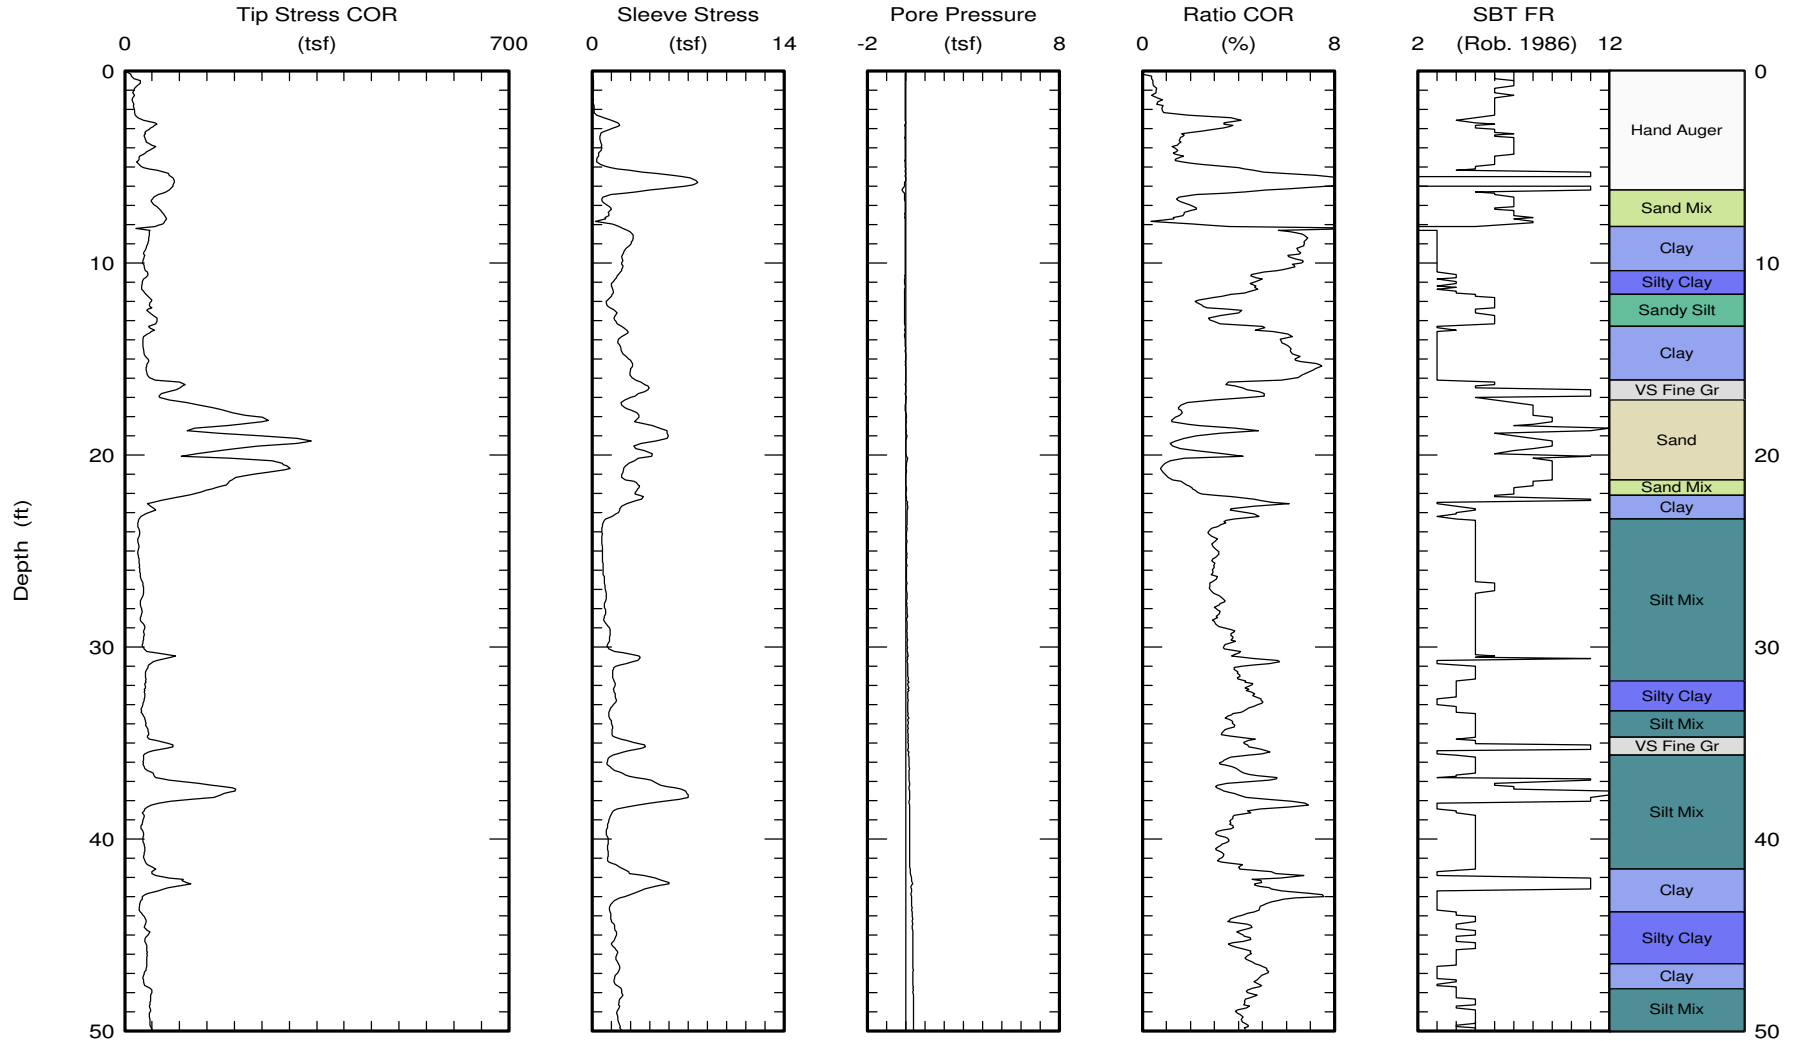 Tip Stress COR Sleeve Stress Pore Pressure Ratio COR SBT FR
0 (tsf) 700 0 (tsf) 14 -2 (tsf) 8 0 (%) 8 2 (Rob. 1986) 12
0 0
Hand Auger
Sand Mix
Clay
10 10
Silty Clay
Sandy Silt
Clay
VS Fine Gr
Sand
20 20
Sand Mix
Clay
Depth (ft)
Silt Mix
30 30
Silty Clay
Silt Mix
VS Fine Gr
Silt Mix
40 40
Clay
Silty Clay
Clay
Silt Mix
50 50